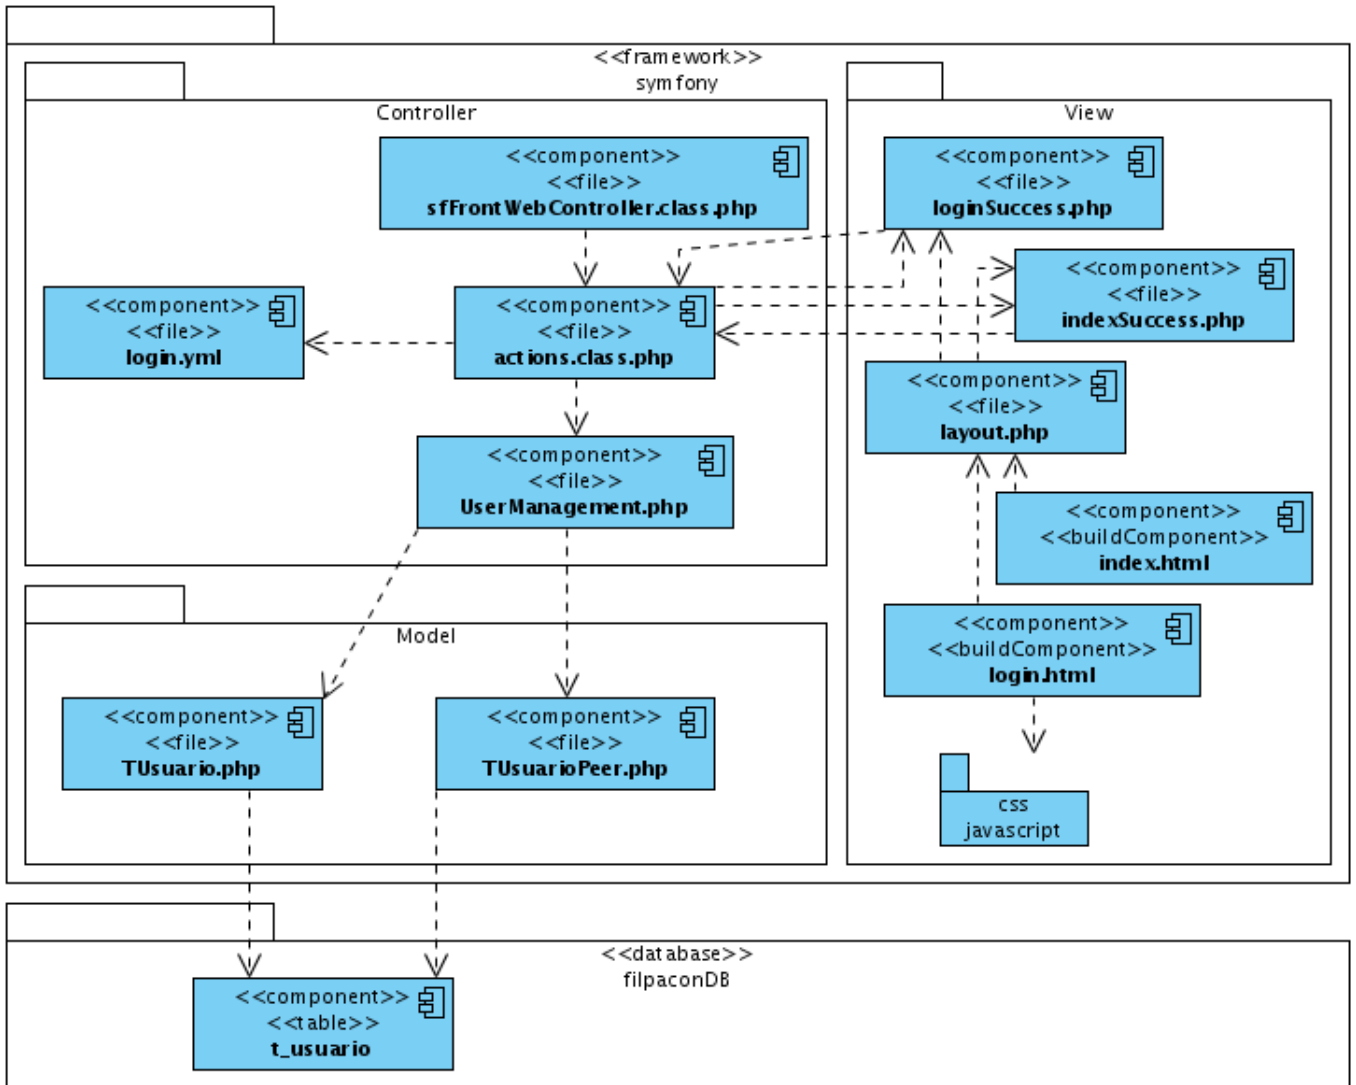 <<framework>>
symfony
Controller
<<component>>
<<file>>
sfFrontWebController.class.php
<<component>>
<<file>>
login.yml
<<component>>
<<file>>
actions.class.php
<<component>>
<<file>>
UserManagement.php
View
<<component>>
<<file>>
loginSuccess.php
<<component>>
<<file>>
indexSuccess.php
<<component>>
<<file>>
layout.php
<<component>>
<<buildComponent>>
index.html
<<component>>
<<buildComponent>>
login.html
css
javascript
Model
<<component>>
<<file>>
TUsuario.php
<<component>>
<<file>>
TUsuarioPeer.php
<<database>>
filpaconDB
<<component>>
<<table>>
t_usuario